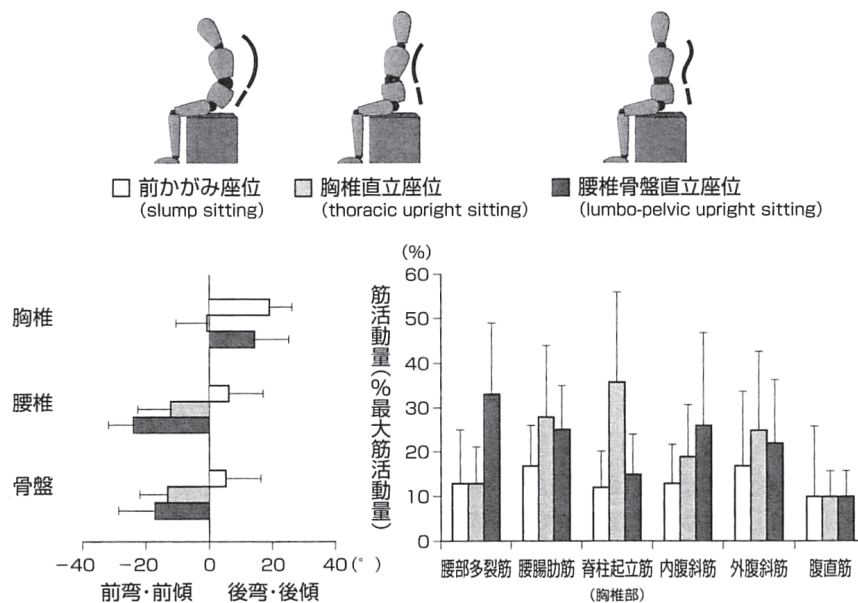 前かがみ座位
(slump sitting)
胸椎直立座位
(thoracic upright sitting)
腰椎骨盤直立座位
(lumbo-pelvic upright sitting)
胸椎
腰椎
骨盤
−40 −20 0 20 40(°)
前弯・前傾 後弯・後傾
(%)
筋活動量(%最大筋活動量)
60
50
40
30
20
10
0
腰部多裂筋 腰腸肋筋 脊柱起立筋 内腹斜筋 外腹斜筋 腹直筋
(胸椎部)